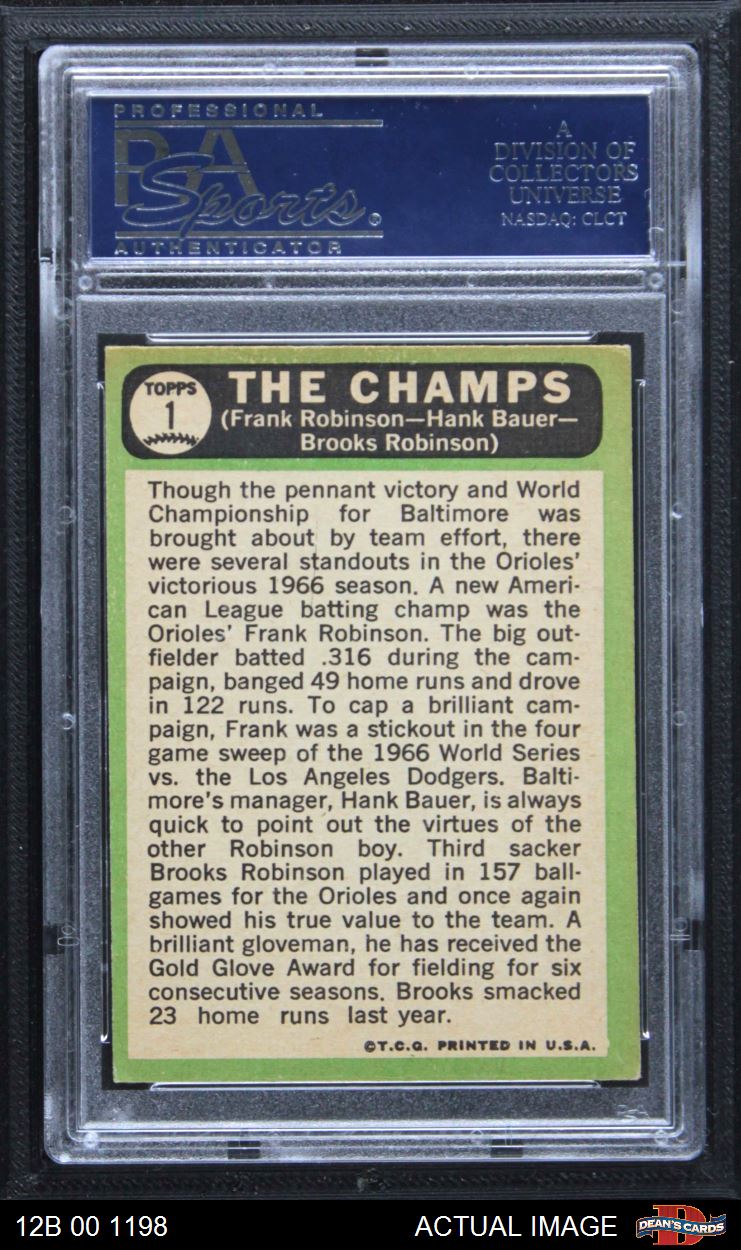 PROFESSIONAL
PSA
Sports
AUTHENTICATOR
A
DIVISION OF
COLLECTORS
UNIVERSE
NASDAQ: CLCT
TOPPS
1
THE CHAMPS
(Frank Robinson—Hank Bauer—
Brooks Robinson)
Though the pennant victory and World
Championship for Baltimore was
brought about by team effort, there
were several standouts in the Orioles'
victorious 1966 season. A new Ameri-
can League batting champ was the
Orioles' Frank Robinson. The big out-
fielder batted .316 during the cam-
paign, banged 49 home runs and drove
in 122 runs. To cap a brilliant cam-
paign, Frank was a stickout in the four
game sweep of the 1966 World Series
vs. the Los Angeles Dodgers. Balti-
more's manager, Hank Bauer, is always
quick to point out the virtues of the
other Robinson boy. Third sacker
Brooks Robinson played in 157 ball-
games for the Orioles and once again
showed his true value to the team. A
brilliant gloveman, he has received the
Gold Glove Award for fielding for six
consecutive seasons. Brooks smacked
23 home runs last year.
©T.C.G. PRINTED IN U.S.A.
12B 00 1198
ACTUAL IMAGE
DEAN'S CARDS